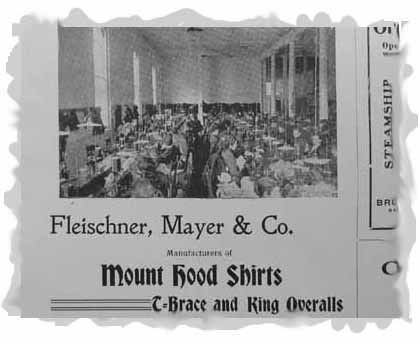 Fleischner, Mayer & Co.
Manufacturers of
Mount Hood Shirts
T-Brace and King Overalls
STEAMSHIP